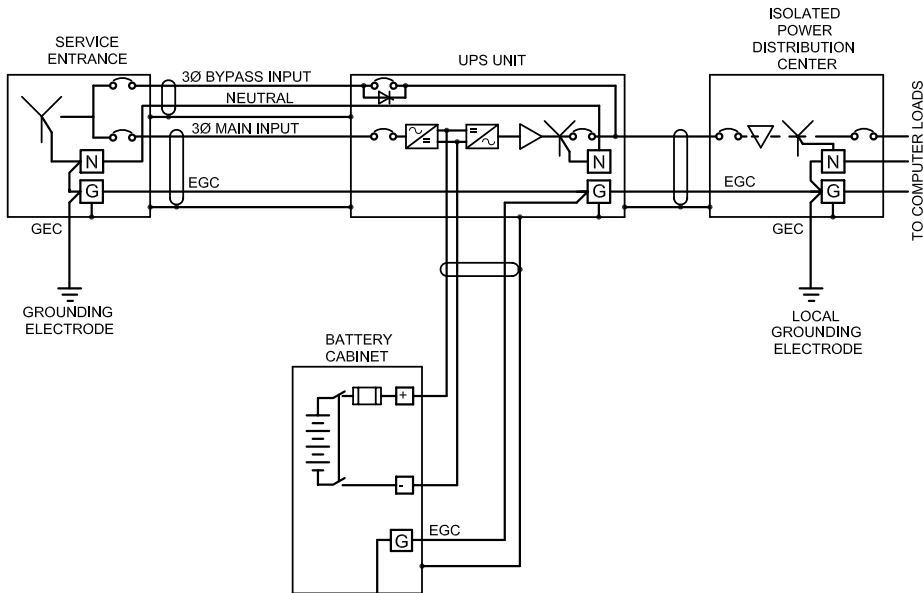 SERVICE
ENTRANCE
UPS UNIT
ISOLATED
POWER
DISTRIBUTION
CENTER
3Ø BYPASS INPUT
NEUTRAL
3Ø MAIN INPUT
N
N
N
G
EGC
G
EGC
G
TO COMPUTER LOADS
GEC
GEC
GROUNDING
ELECTRODE
LOCAL
GROUNDING
ELECTRODE
BATTERY
CABINET
+
-
G
EGC